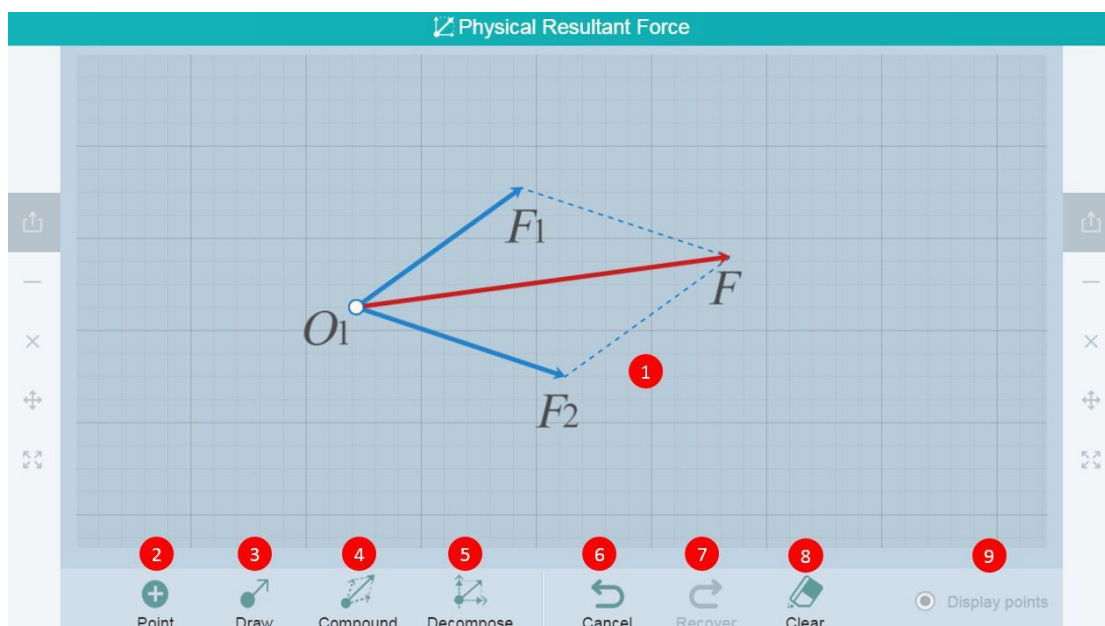 Physical Resultant Force
F1
F
O1
F2
1
2 3 4 5 6 7 8 9
Point Draw Compound Decompose Cancel Recover Clear Display points